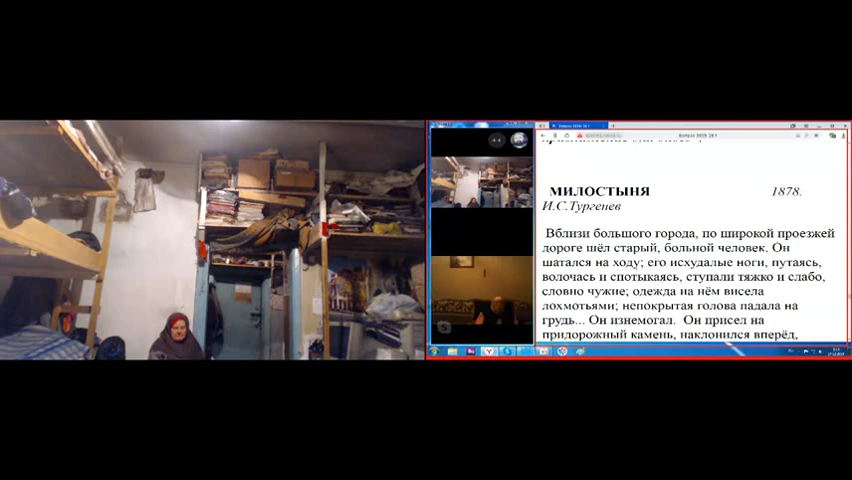 МИЛОСТЫНЯ 1878.
И.С.Тургенев
Вблизи большого города, по широкой проезжей
дороге шёл старый, больной человек. Он
шатался на ходу; его исхудалые ноги, путаясь,
волочась и спотыкаясь, ступали тяжко и слабо,
словно чужие; одежда на нём висела
лохмотьями; непокрытая голова падала на
грудь... Он изнемогал. Он присел на
придорожный камень, наклонился вперёд,